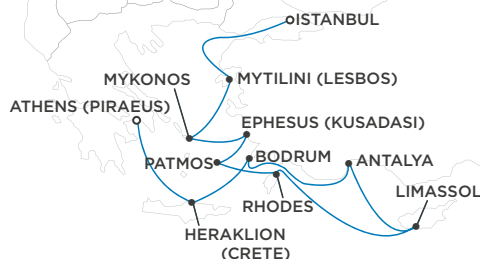 ISTANBUL
MYKONOS
MYTILINI (LESBOS)
ATHENS (PIRAEUS)
EPHESUS (KUSADASI)
PATMOS
BODRUM
ANTALYA
LIMASSOL
RHODES
HERAKLION
(CRETE)